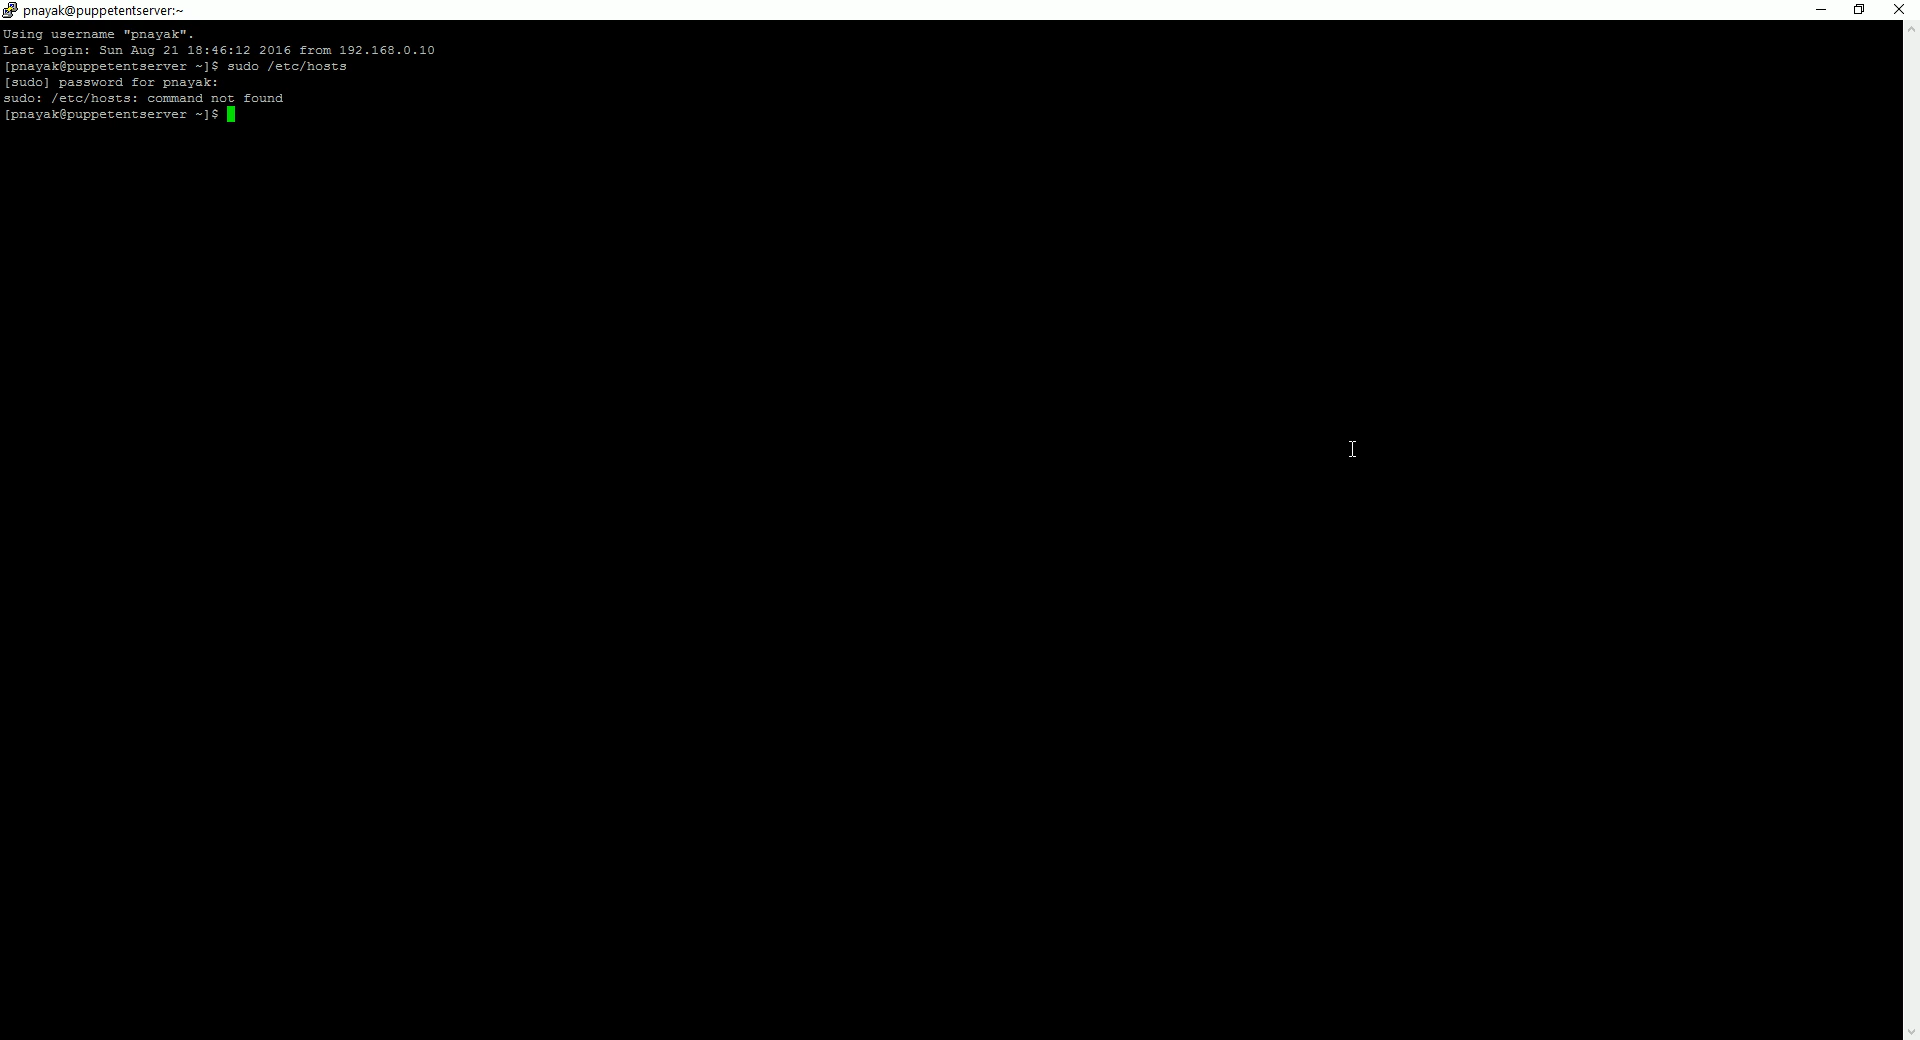 pnayak@puppetentserver:~
Using username "pnayak".
Last login: Sun Aug 21 18:46:12 2016 from 192.168.0.10
[pnayak@puppetentserver ~]$ sudo /etc/hosts
[sudo] password for pnayak:
sudo: /etc/hosts: command not found
[pnayak@puppetentserver ~]$